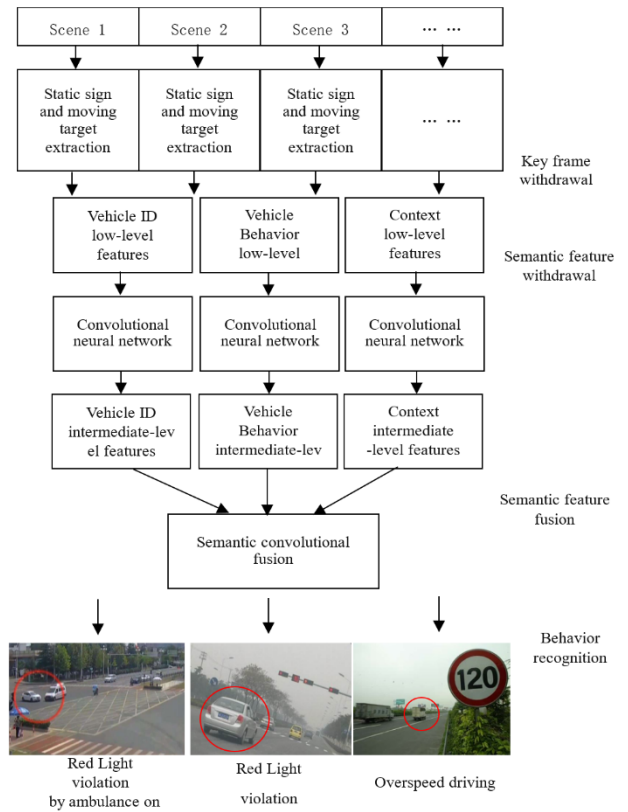 Scene 1
Scene 2
Scene 3
… …
Static sign
and moving
target
extraction
Static sign
and moving
target
extraction
Static sign
and moving
target
extraction
… …
Key frame
withdrawal
Vehicle ID
low-level
features
Vehicle
Behavior
low-level
Context
low-level
features
Semantic feature
withdrawal
Convolutional
neural network
Convolutional
neural network
Convolutional
neural network
Vehicle ID
intermediate-lev
el features
Vehicle
Behavior
intermediate-lev
Context
intermediate
-level features
Semantic feature
fusion
Semantic convolutional
fusion
Behavior
recognition
120
Red Light
violation
by ambulance on
Red Light
violation
Overspeed driving